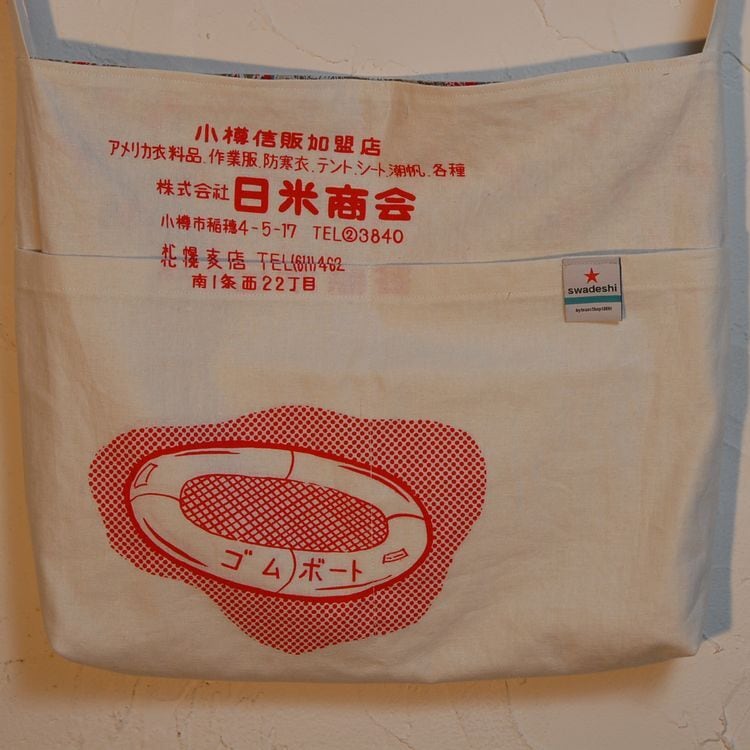 小樽信販加盟店
アメリカ衣料品.作業服.防寒衣.テント.シート.潮帆.各種
株式会社日米商会
小樽市稲穂4-5-17 TEL②3840
札幌支店 TEL(611)462
南1条西22丁目
swadeshi
ゴムボート